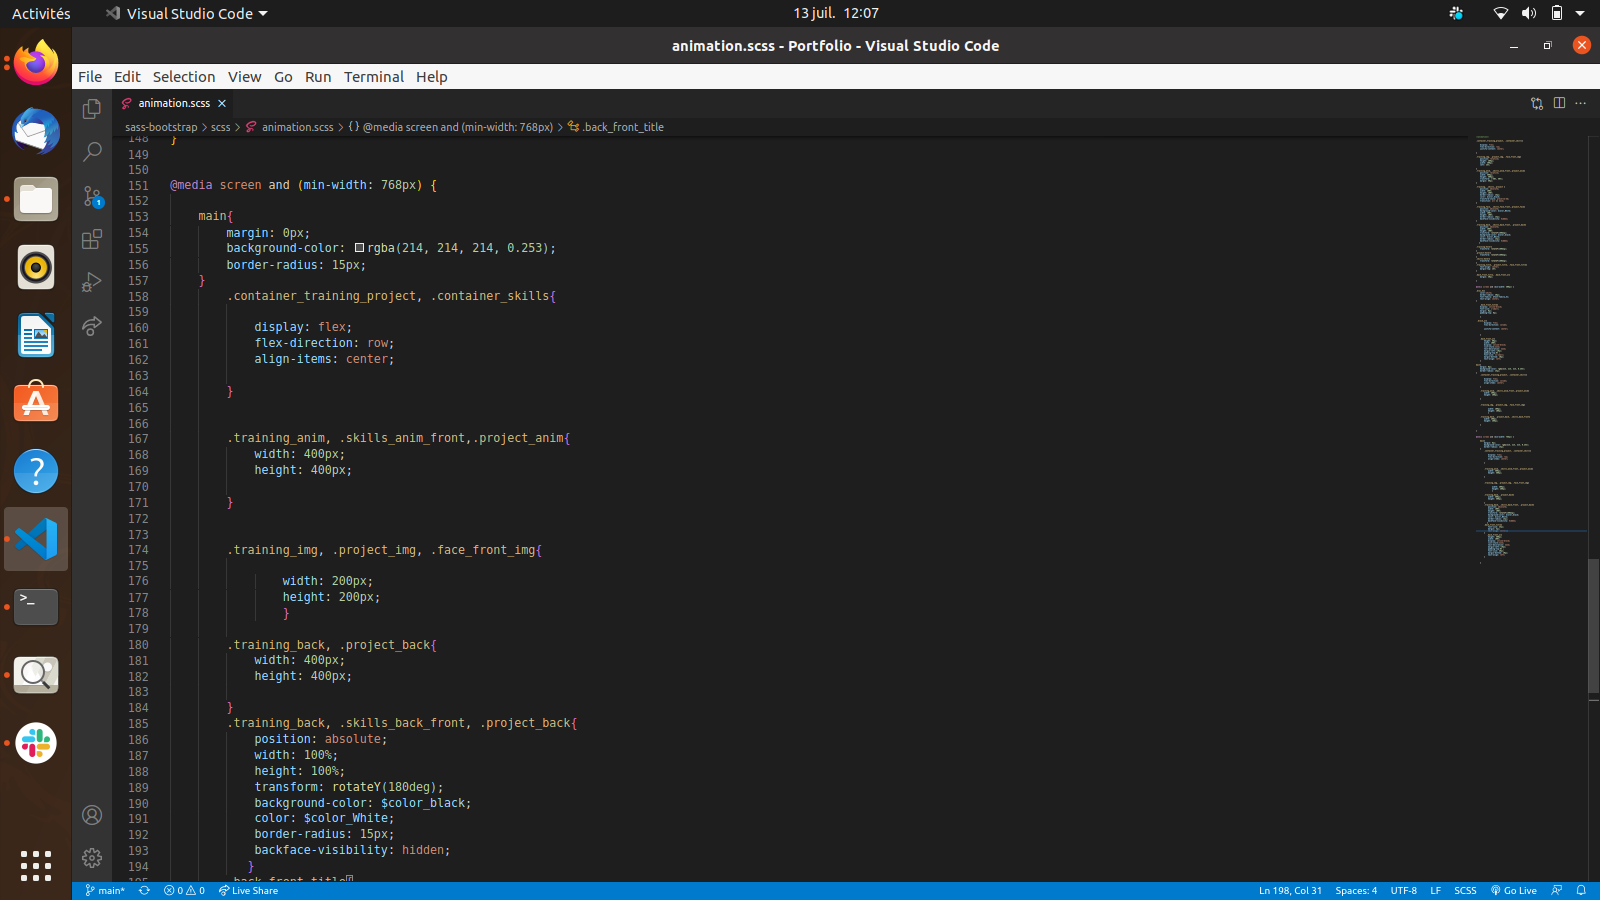 Activités
Visual Studio Code
13 juil. 12:07
animation.scss - Portfolio - Visual Studio Code
File Edit Selection View Go Run Terminal Help
animation.scss
sass-bootstrap > scss > animation.scss > {} @media screen and (min-width: 768px) > .back_front_title
148 }
149
150
151 @media screen and (min-width: 768px) {
152
153 main{
154 margin: 0px;
155 background-color: rgba(214, 214, 214, 0.253);
156 border-radius: 15px;
157 }
158 .container_training_project, .container_skills{
159
160 display: flex;
161 flex-direction: row;
162 align-items: center;
163
164 }
165
166
167 .training_anim, .skills_anim_front,.project_anim{
168 width: 400px;
169 height: 400px;
170
171 }
172
173
174 .training_img, .project_img, .face_front_img{
175
176 width: 200px;
177 height: 200px;
178 }
179
180 .training_back, .project_back{
181 width: 400px;
182 height: 400px;
183
184 }
185 .training_back, .skills_back_front, .project_back{
186 position: absolute;
187 width: 100%;
188 height: 100%;
189 transform: rotateY(180deg);
190 background-color: $color_black;
191 color: $color_White;
192 border-radius: 15px;
193 backface-visibility: hidden;
194 }
195 .back_front_title{
main* 0 0 Live Share
Ln 198, Col 31 Spaces: 4 UTF-8 LF SCSS Go Live